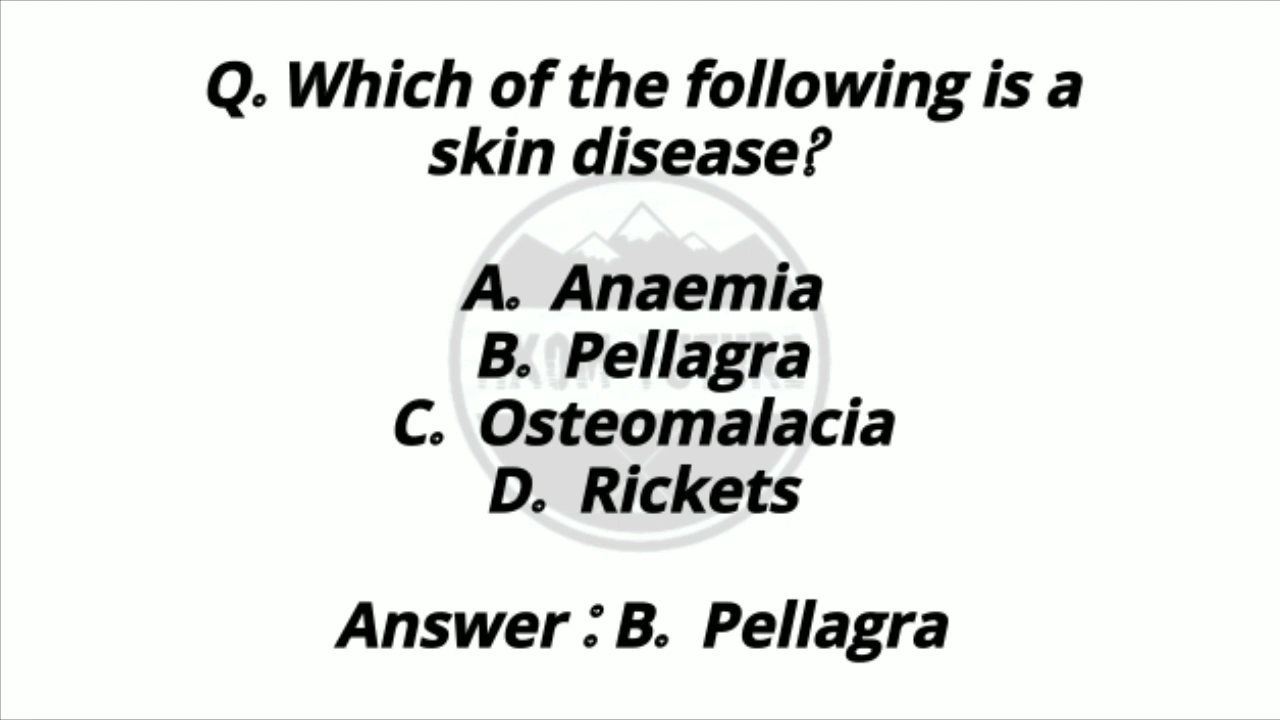 Q. Which of the following is a
skin disease?
A. Anaemia
B. Pellagra
C. Osteomalacia
D. Rickets
Answer : B. Pellagra